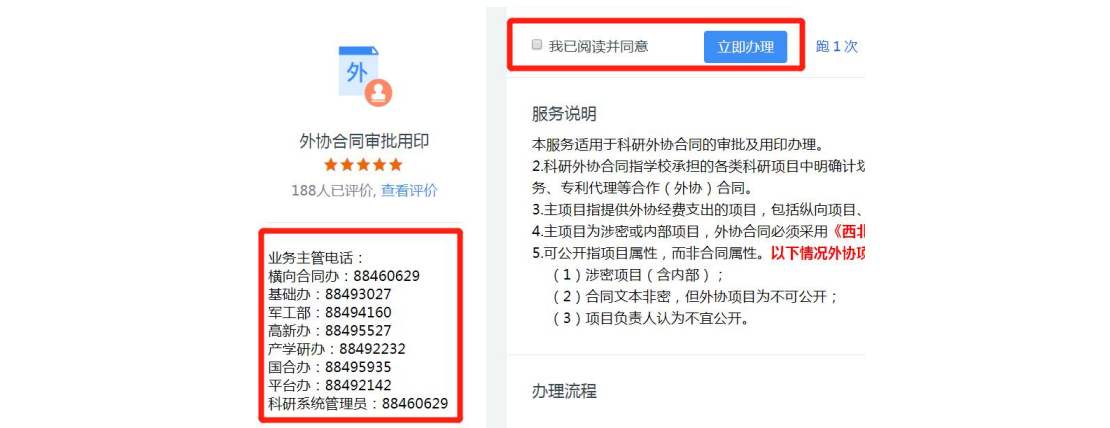 外
外协合同审批用印
188人已评价, 查看评价
业务主管电话：
横向合同办：88460629
基础办：88493027
军工部：88494160
高新办：88495527
产学研办：88492232
国合办：88495935
平台办：88492142
科研系统管理员：88460629
我已阅读并同意 立即办理 跑 1 次
服务说明
本服务适用于科研外协合同的审批及用印办理。
2.科研外协合同指学校承担的各类科研项目中明确计划
务、专利代理等合作（外协）合同。
3.主项目指提供外协经费支出的项目，包括纵向项目、
4.主项目为涉密或内部项目，外协合同必须采用《西北
5.可公开指项目属性，而非合同属性。以下情况外协项
（1）涉密项目（含内部）；
（2）合同文本非密，但外协项目为不可公开；
（3）项目负责人认为不宜公开。
办理流程